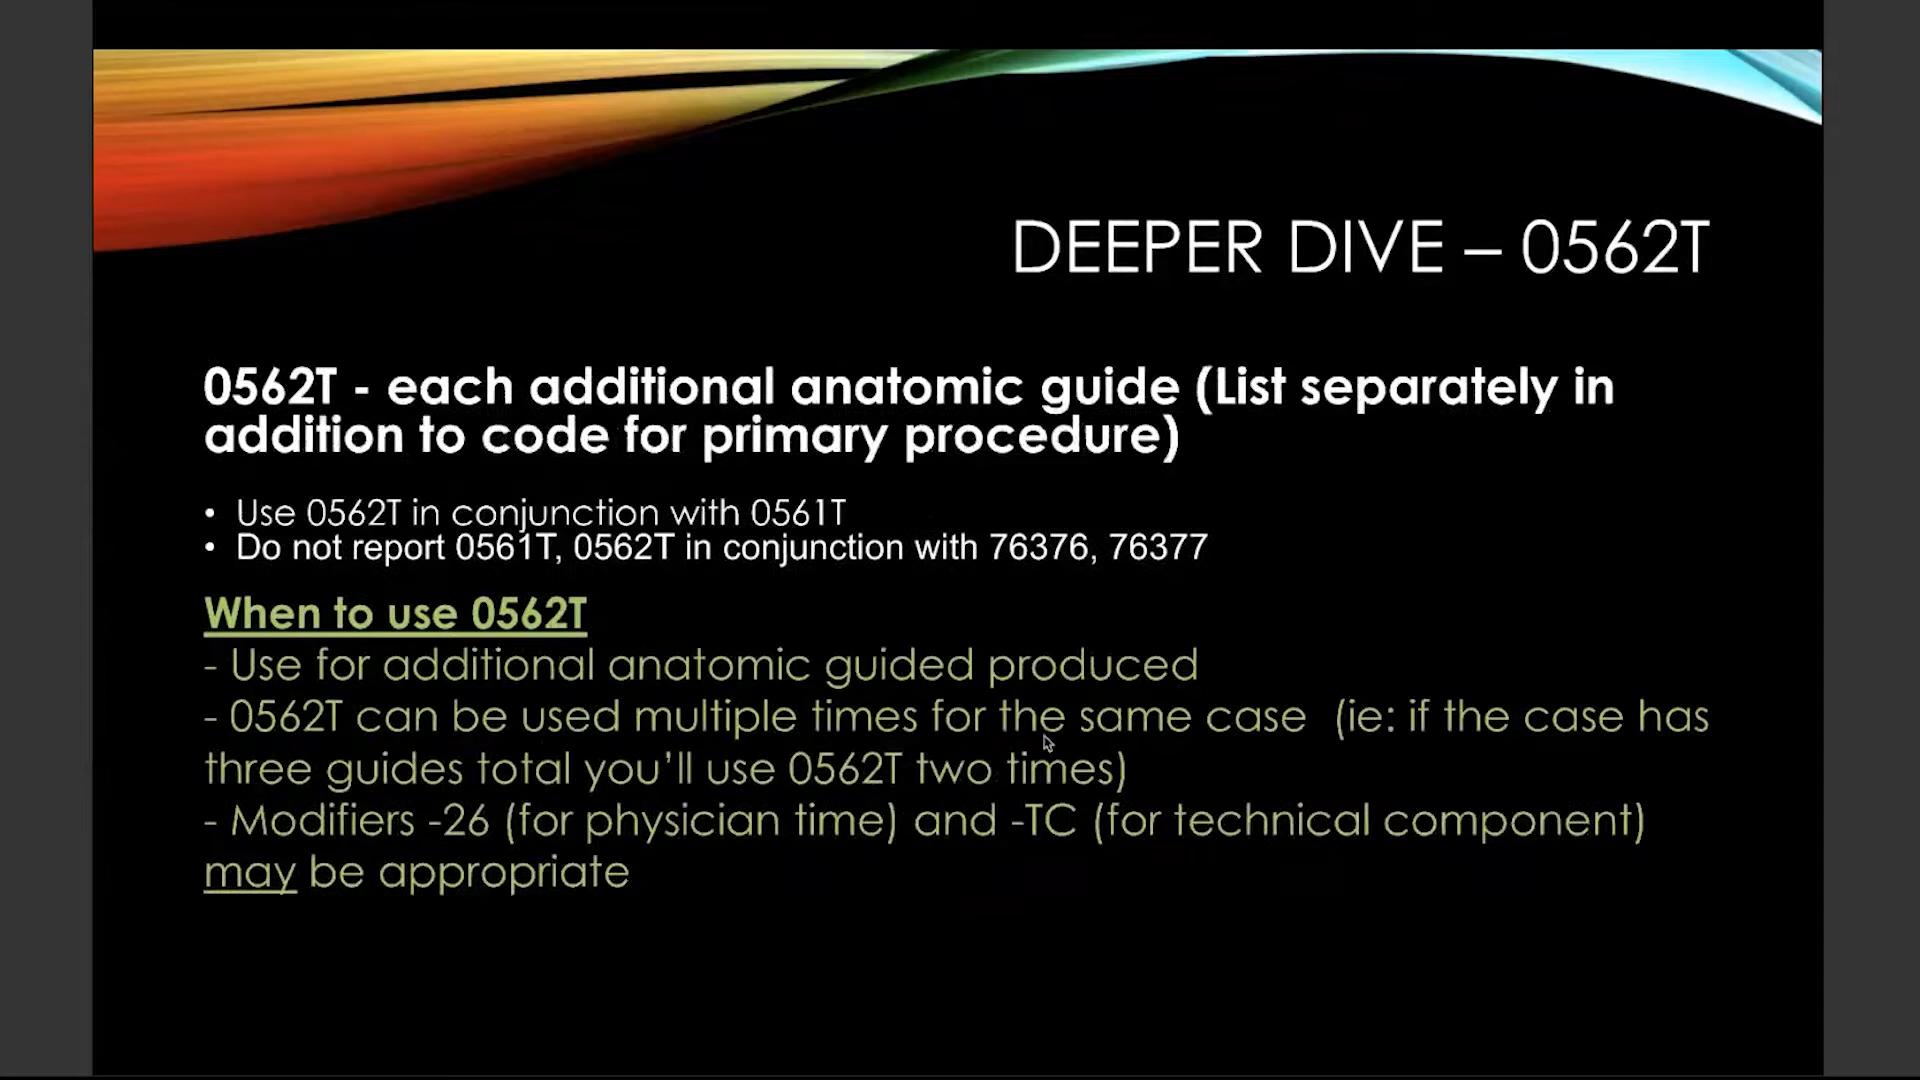 DEEPER DIVE – 0562T
0562T - each additional anatomic guide (List separately in
addition to code for primary procedure)
• Use 0562T in conjunction with 0561T
• Do not report 0561T, 0562T in conjunction with 76376, 76377
When to use 0562T
- Use for additional anatomic guided produced
- 0562T can be used multiple times for the same case (ie: if the case has
three guides total you’ll use 0562T two times)
- Modifiers -26 (for physician time) and -TC (for technical component)
may be appropriate